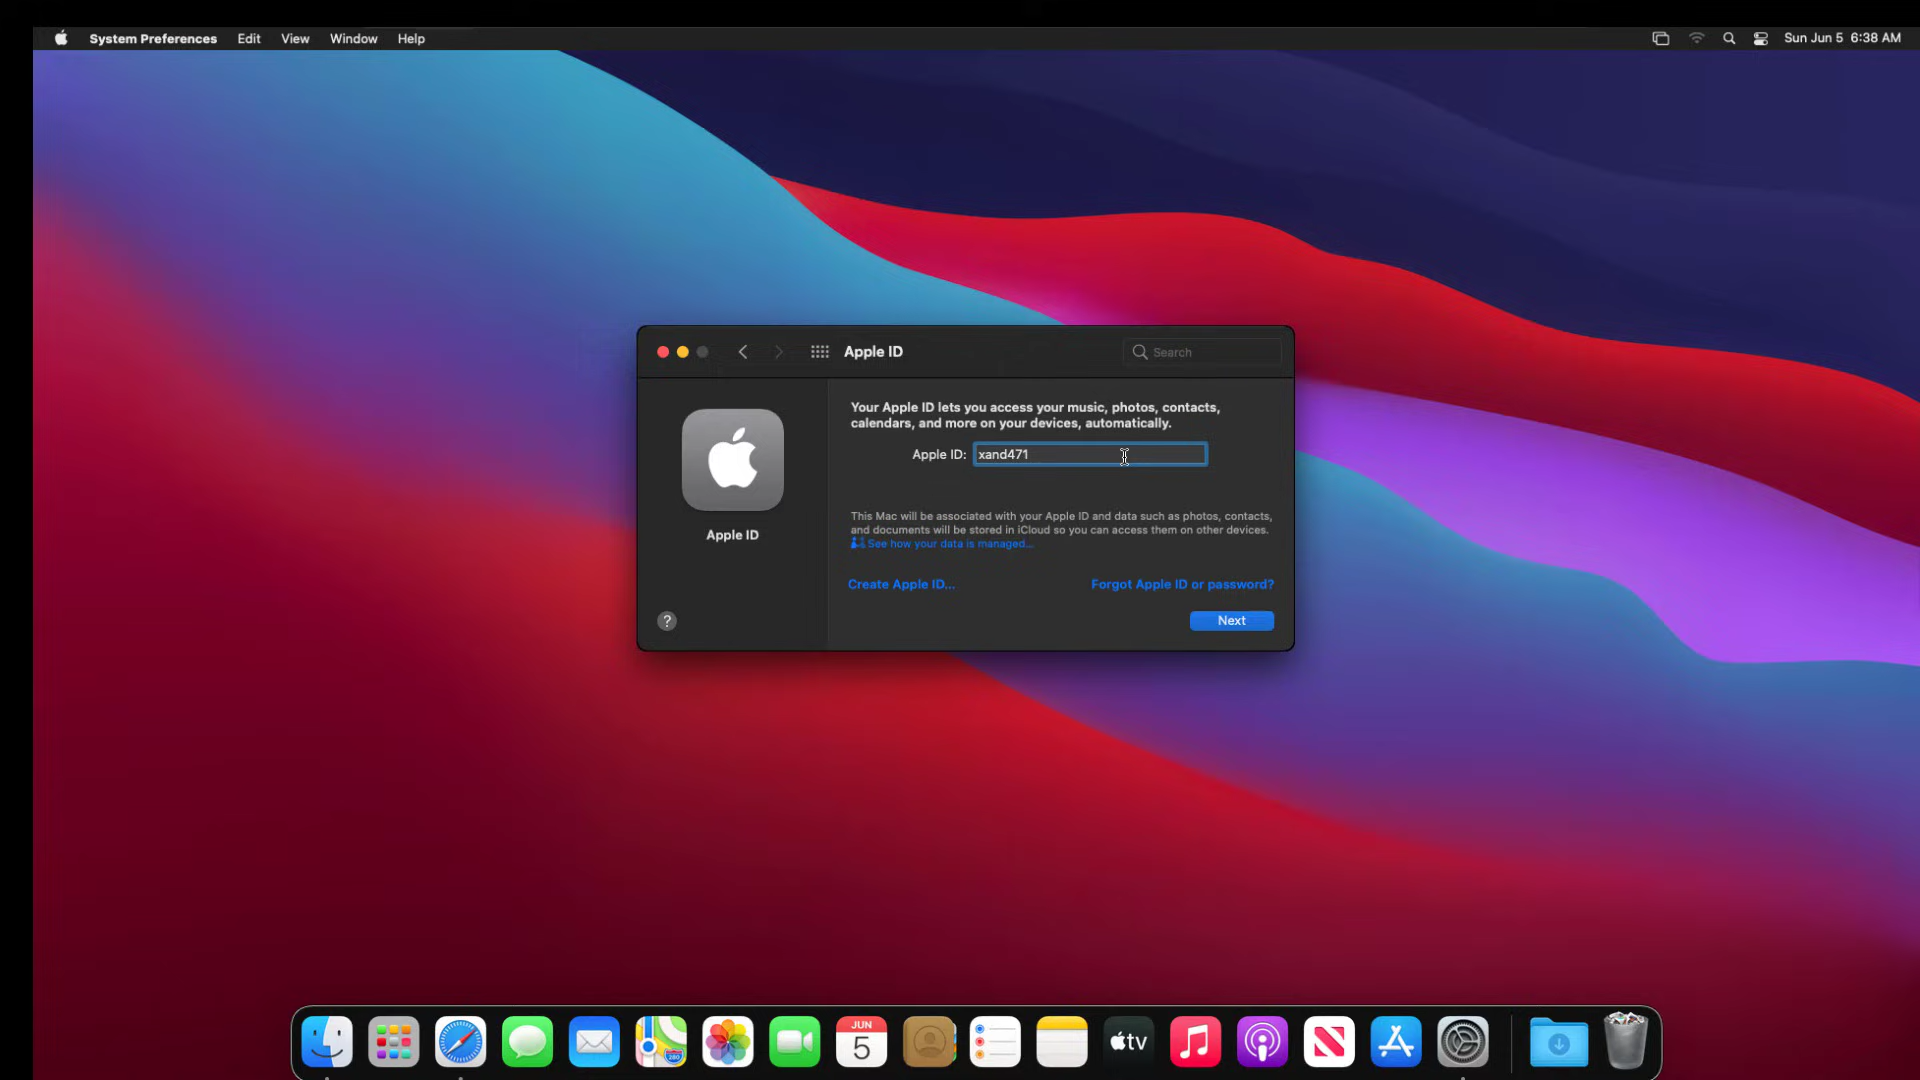 System Preferences Edit View Window Help Sun Jun 5 6:38 AM
Apple ID Search
Your Apple ID lets you access your music, photos, contacts,
calendars, and more on your devices, automatically.
Apple ID: xand471
This Mac will be associated with your Apple ID and data such as photos, contacts,
and documents will be stored in iCloud so you can access them on other devices.
See how your data is managed...
Apple ID
Create Apple ID... Forgot Apple ID or password?
? Next
JUN
5
280
tv